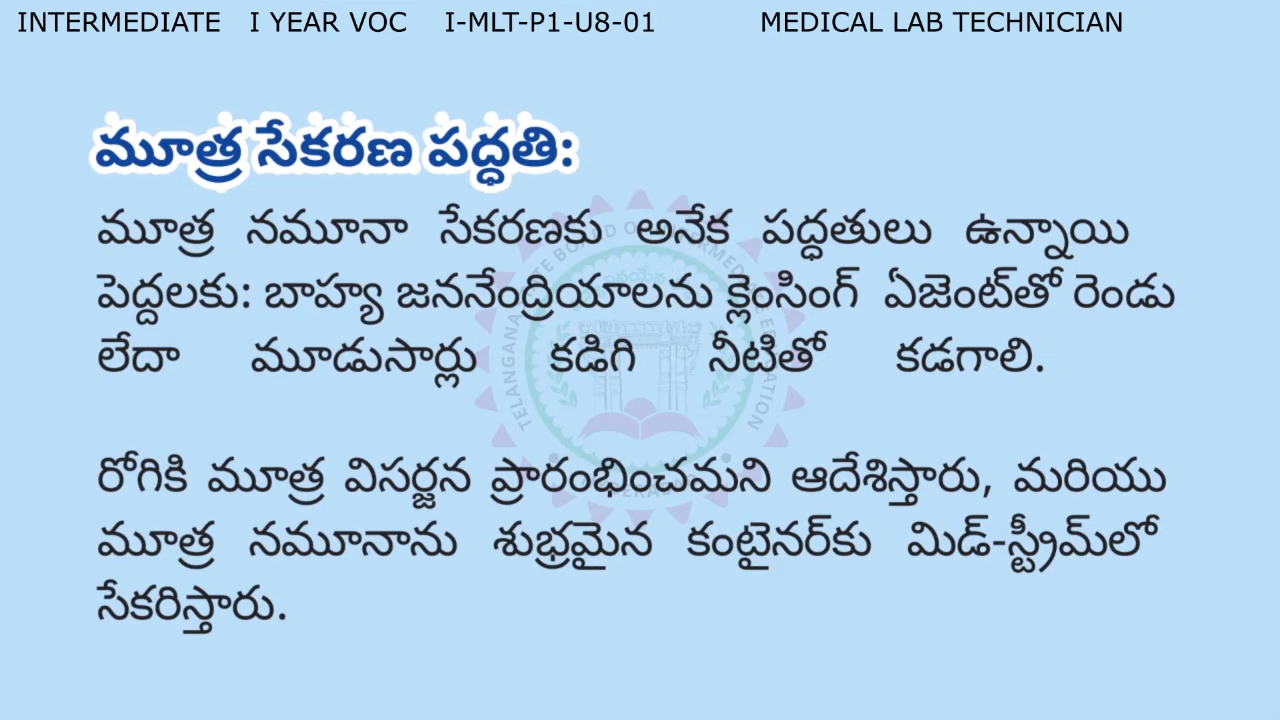 INTERMEDIATE I YEAR VOC I-MLT-P1-U8-01 MEDICAL LAB TECHNICIAN
మూత్ర సేకరణ పద్ధతి:
మూత్ర నమూనా సేకరణకు అనేక పద్ధతులు ఉన్నాయి
పెద్దలకు: బాహ్య జననేంద్రియాలను క్లెంసింగ్ ఏజెంట్‌తో రెండు
లేదా మూడుసార్లు కడిగి నీటితో కడగాలి.
రోగికి మూత్ర విసర్జన ప్రారంభించమని ఆదేశిస్తారు, మరియు
మూత్ర నమూనాను శుభ్రమైన కంటైనర్‌కు మిడ్-స్ట్రీమ్‌లో
సేకరిస్తారు.